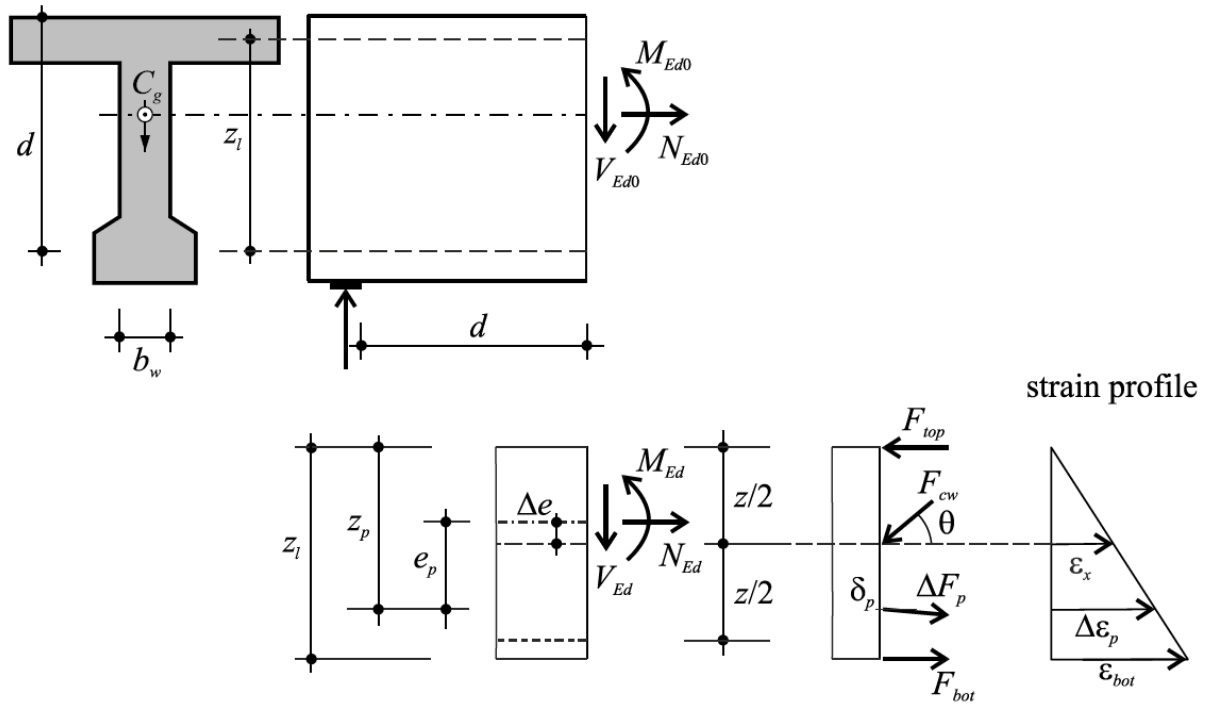 C_g
d
z_l
b_w
M_Ed0
N_Ed0
V_Ed0
d
strain profile
z_l
z_p
e_p
Δe
M_Ed
N_Ed
V_Ed
z/2
z/2
F_top
F_cw
θ
δ_p
ΔF_p
F_bot
ε_x
Δε_p
ε_bot